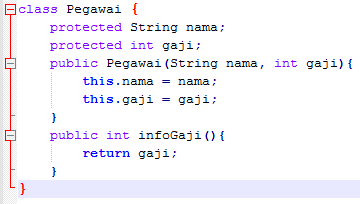 class Pegawai {
protected String nama;
protected int gaji;
public Pegawai(String nama, int gaji){
this.nama = nama;
this.gaji = gaji;
}
public int infoGaji(){
return gaji;
}
}